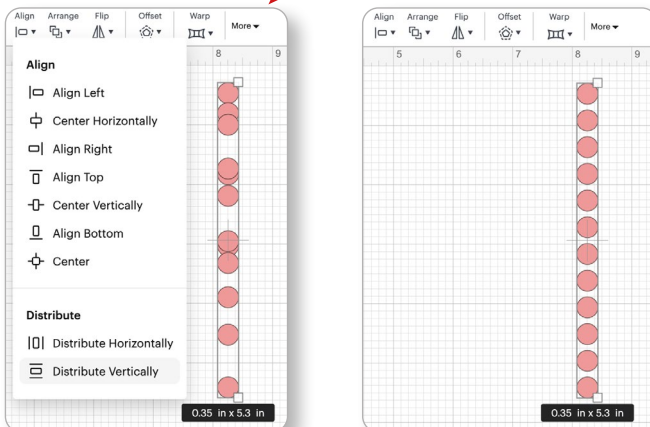 Align Arrange Flip Offset Warp More
8 9
Align
Align Left
Center Horizontally
Align Right
Align Top
Center Vertically
Align Bottom
Center
Distribute
Distribute Horizontally
Distribute Vertically
0.35 in x 5.3 in
Align Arrange Flip Offset Warp More
5 6 7 8 9
0.35 in x 5.3 in